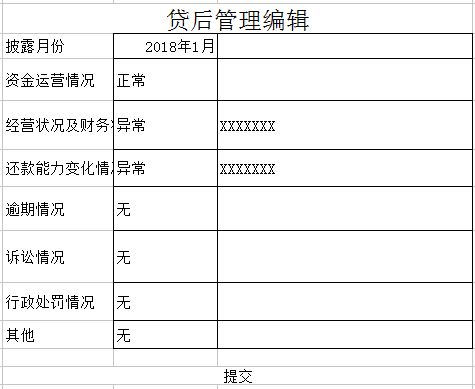 贷后管理编辑
披露月份 2018年1月
资金运营情况 正常
经营状况及财务 异常 XXXXXXX
还款能力变化情 异常 XXXXXXX
逾期情况 无
诉讼情况 无
行政处罚情况 无
其他 无
提交